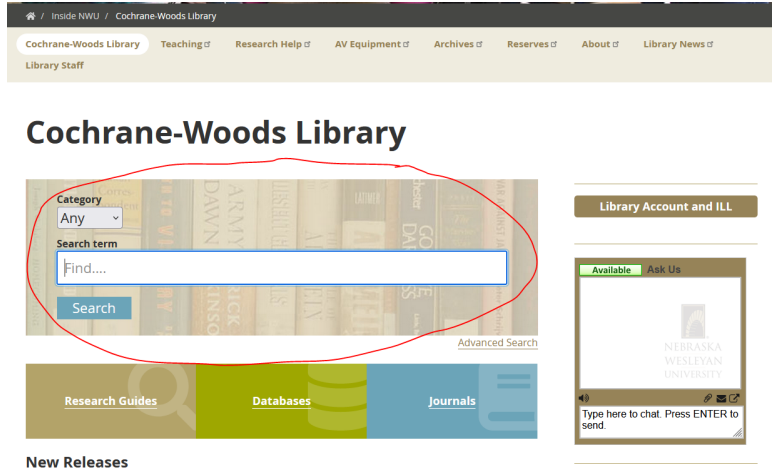 / Inside NWU / Cochrane-Woods Library
Cochrane-Woods Library Teaching Research Help AV Equipment Archives Reserves About Library News
Library Staff
Cochrane-Woods Library
Category
Any
Search term
Find....
Search
Advanced Search
Research Guides Databases Journals
New Releases
Library Account and ILL
Available Ask Us
NEBRASKA
WESLEYAN
UNIVERSITY
Type here to chat. Press ENTER to
send.